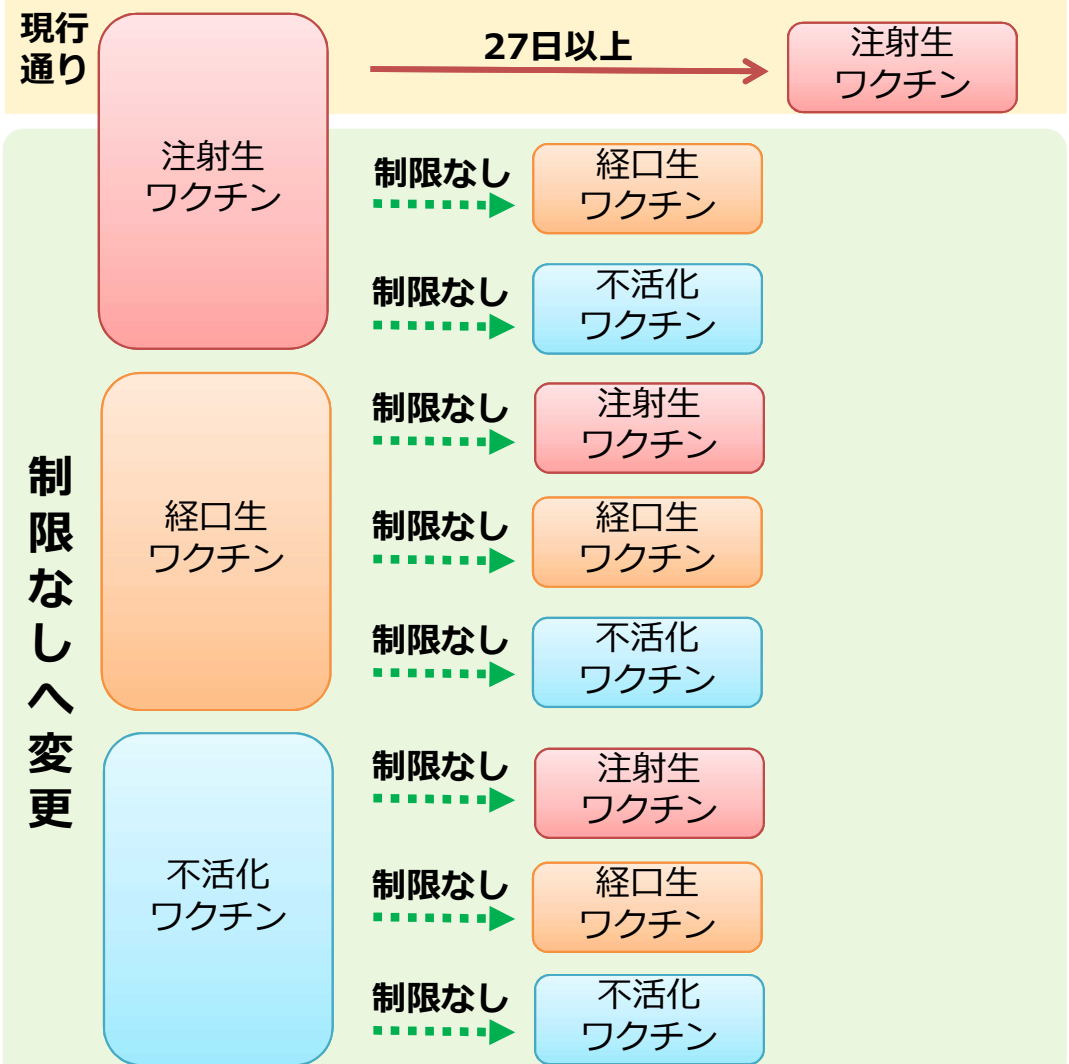 現行
通り
注射生
ワクチン
27日以上
注射生
ワクチン
制限なしへ変更
制限なし
経口生
ワクチン
制限なし
不活化
ワクチン
経口生
ワクチン
制限なし
注射生
ワクチン
制限なし
経口生
ワクチン
制限なし
不活化
ワクチン
不活化
ワクチン
制限なし
注射生
ワクチン
制限なし
経口生
ワクチン
制限なし
不活化
ワクチン